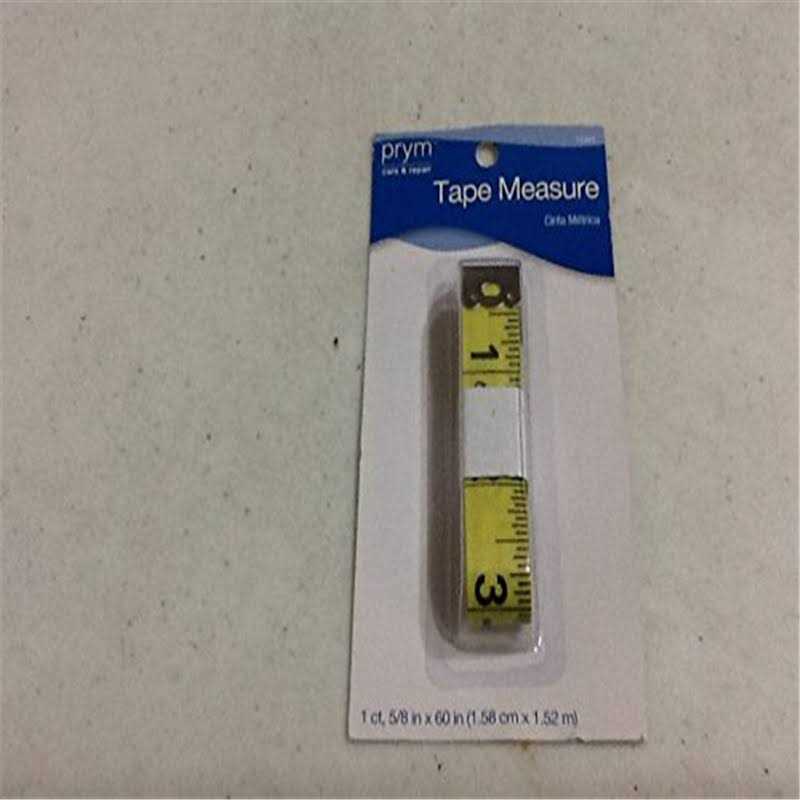 prym
care & repair
Tape Measure
Cinta Métrica
1
3
1 ct, 5/8 in x 60 in (1.58 cm x 1.52 m)